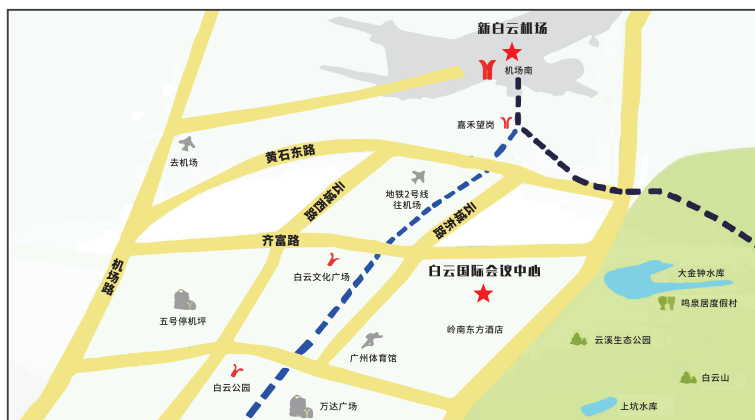 新白云机场
机场南
嘉禾望岗
去机场
黄石东路
云城西路
地铁2号线
往机场
云城东路
齐富路
机场路
白云文化广场
白云国际会议中心
大金钟水库
鸣泉居度假村
五号停机坪
岭南东方酒店
云溪生态公园
广州体育馆
白云公园
白云山
万达广场
上坑水库